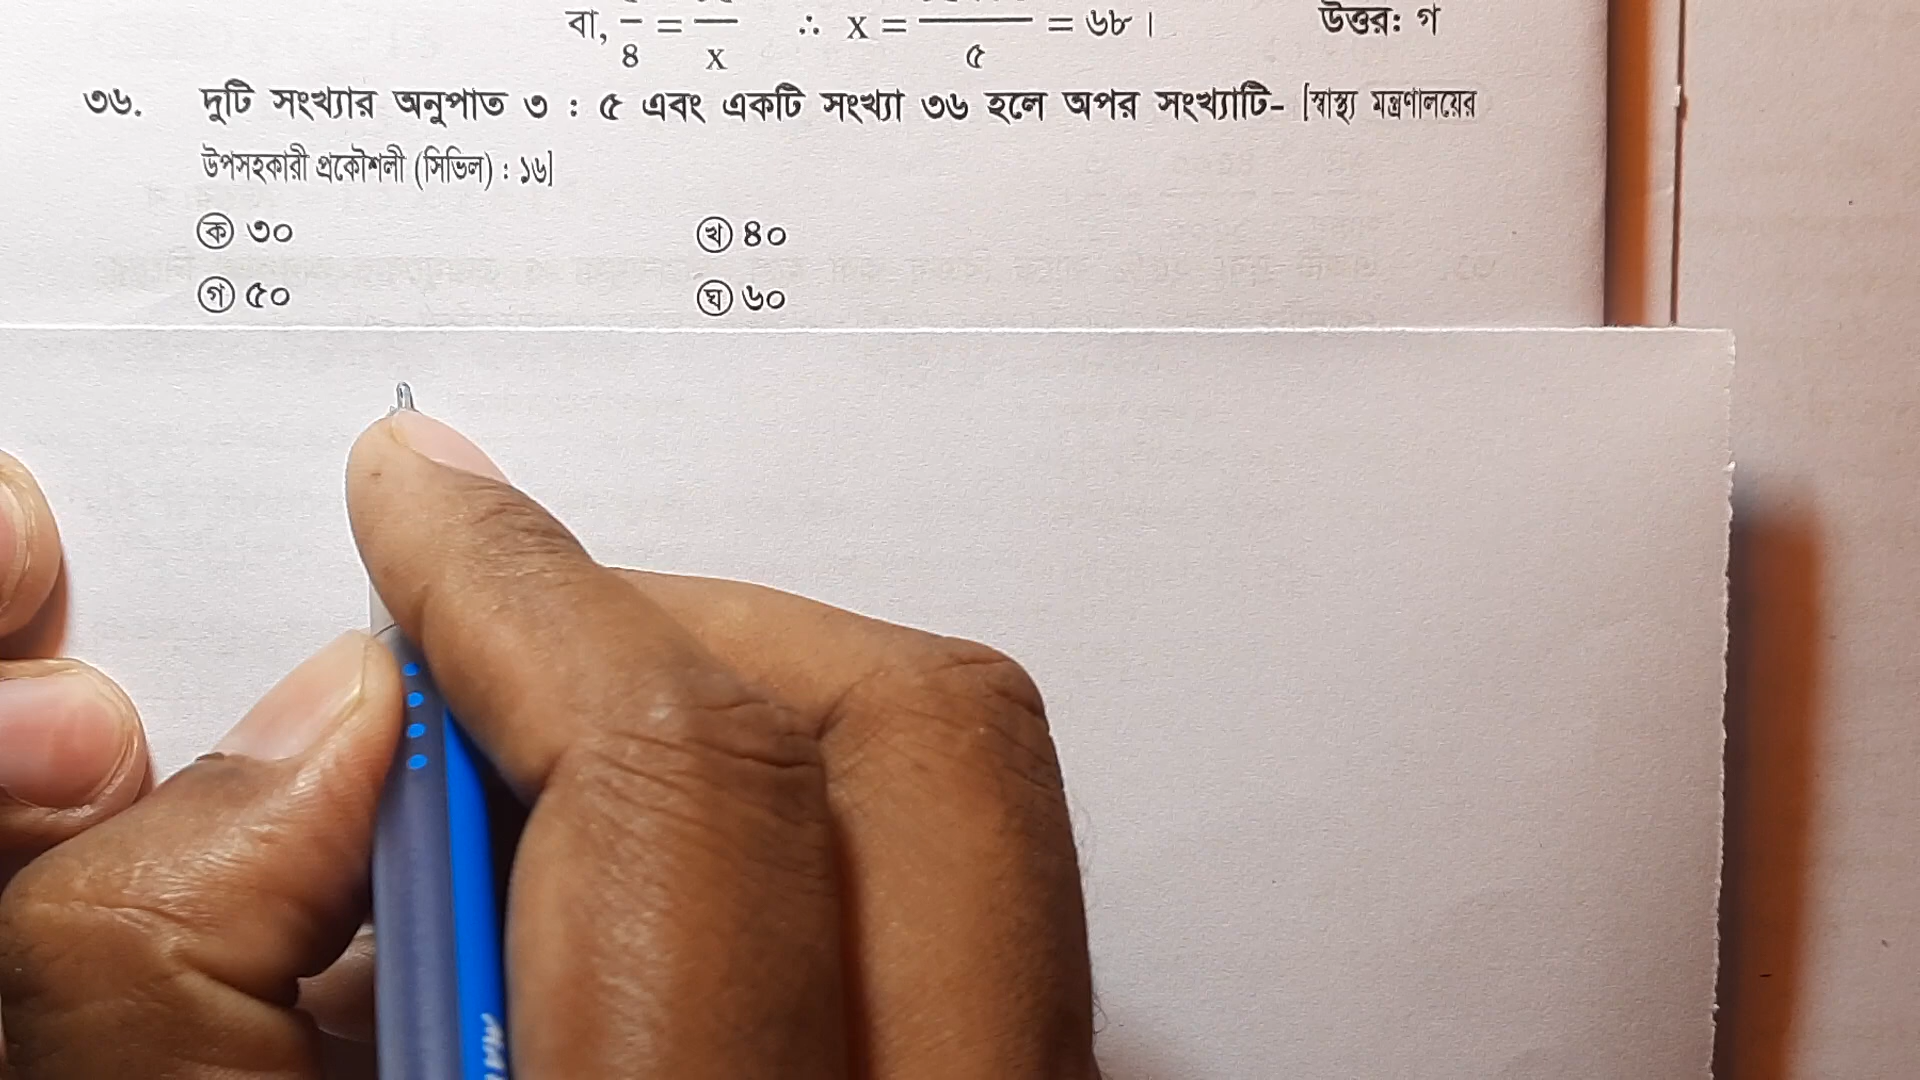 বা, 8 = x ∴ x = ৫ = ৬৮ । উত্তর: গ
৩৬. দুটি সংখ্যার অনুপাত ৩ : ৫ এবং একটি সংখ্যা ৩৬ হলে অপর সংখ্যাটি- [স্বাস্থ্য মন্ত্রণালয়ের
উপসহকারী প্রকৌশলী (সিভিল) : ১৬]
ক ৩০ খ ৪০
গ ৫০ ঘ ৬০